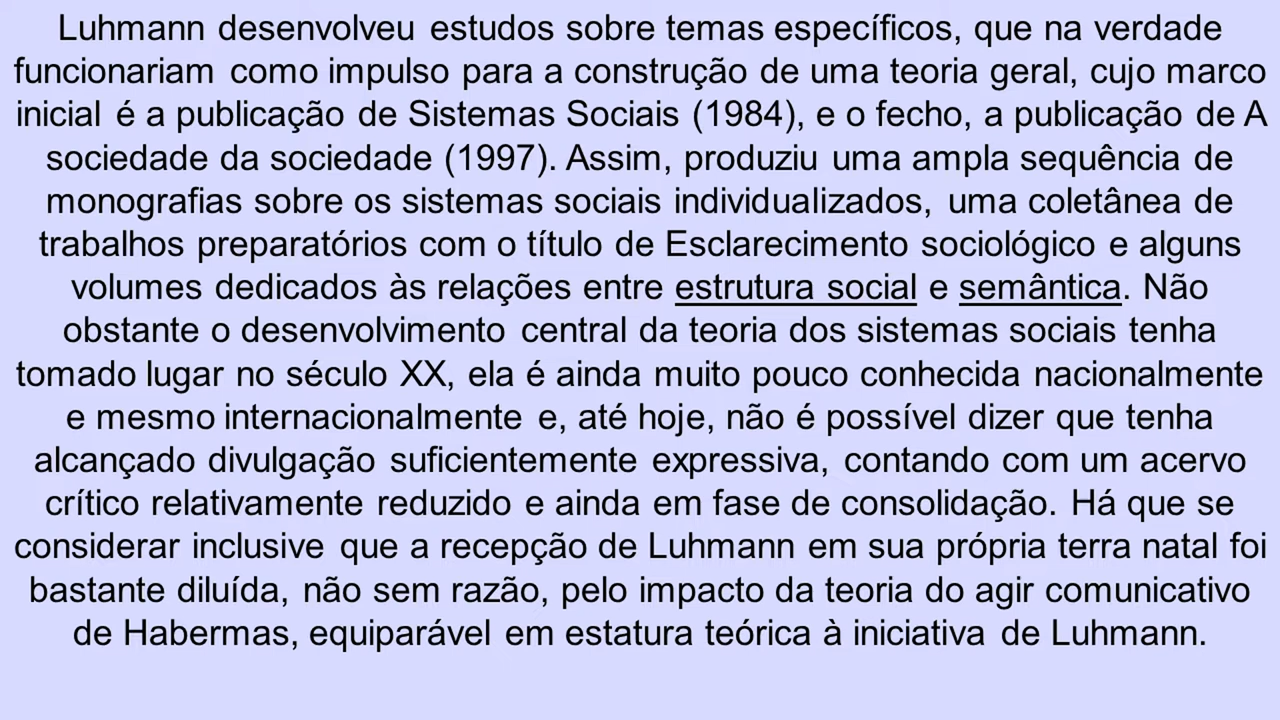 Luhmann desenvolveu estudos sobre temas específicos, que na verdade
funcionariam como impulso para a construção de uma teoria geral, cujo marco
inicial é a publicação de Sistemas Sociais (1984), e o fecho, a publicação de A
sociedade da sociedade (1997). Assim, produziu uma ampla sequência de
monografias sobre os sistemas sociais individualizados, uma coletânea de
trabalhos preparatórios com o título de Esclarecimento sociológico e alguns
volumes dedicados às relações entre estrutura social e semântica. Não
obstante o desenvolvimento central da teoria dos sistemas sociais tenha
tomado lugar no século XX, ela é ainda muito pouco conhecida nacionalmente
e mesmo internacionalmente e, até hoje, não é possível dizer que tenha
alcançado divulgação suficientemente expressiva, contando com um acervo
crítico relativamente reduzido e ainda em fase de consolidação. Há que se
considerar inclusive que a recepção de Luhmann em sua própria terra natal foi
bastante diluída, não sem razão, pelo impacto da teoria do agir comunicativo
de Habermas, equiparável em estatura teórica à iniciativa de Luhmann.